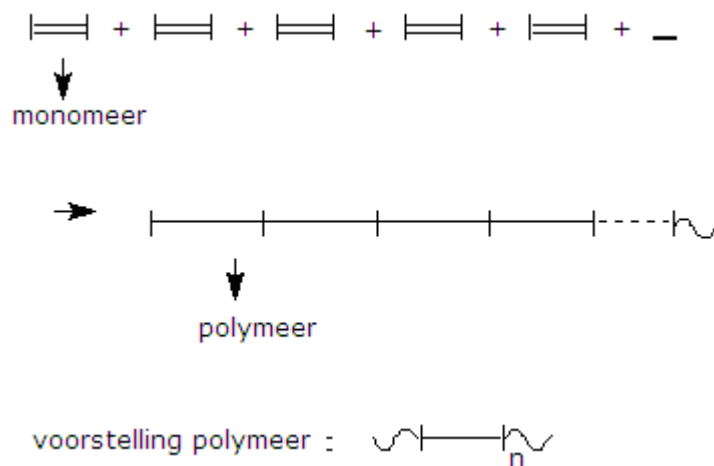 + + + + +
monomeer
polymeer
voorstelling polymeer :
n